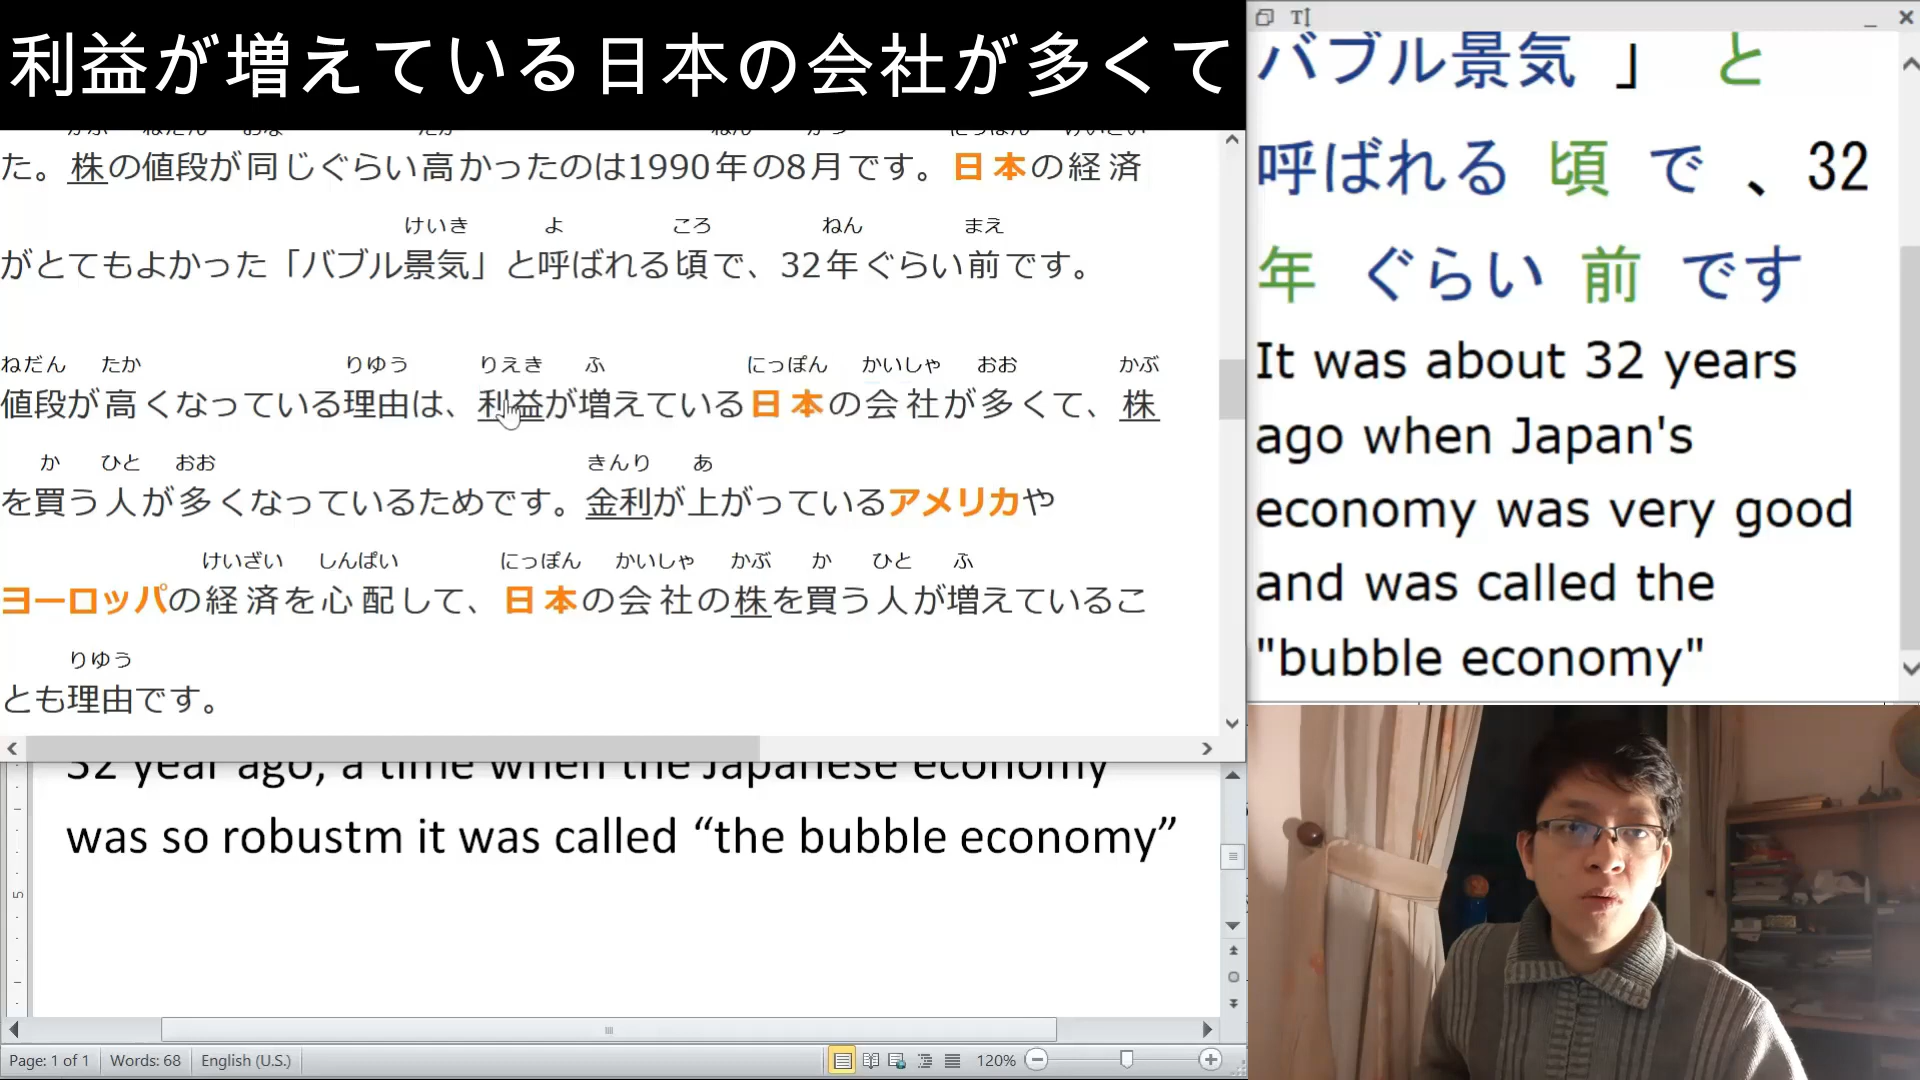 利益が増えている日本の会社が多くて
た。株の値段が同じぐらい高かったのは1990年の8月です。日本の経済
けいき よ ころ ねん まえ
がとてもよかった「バブル景気」と呼ばれる頃で、32年ぐらい前です。
ねだん たか りゆう りえき ふ にっぽん かいしゃ おお かぶ
値段が高くなっている理由は、利益が増えている日本の会社が多くて、株
か ひと おお きんり あ
を買う人が多くなっているためです。金利が上がっているアメリカや
けいざい しんぱい にっぽん かいしゃ かぶ か ひと ふ
ヨーロッパの経済を心配して、日本の会社の株を買う人が増えているこ
りゆう
とも理由です。
32 year ago, a time when the Japanese economy
was so robustm it was called “the bubble economy”
Page: 1 of 1 Words: 68 English (U.S.) 120%
バブル景気 」 と
呼ばれる 頃 で 、32
年 ぐらい 前 です
It was about 32 years
ago when Japan's
economy was very good
and was called the
"bubble economy"